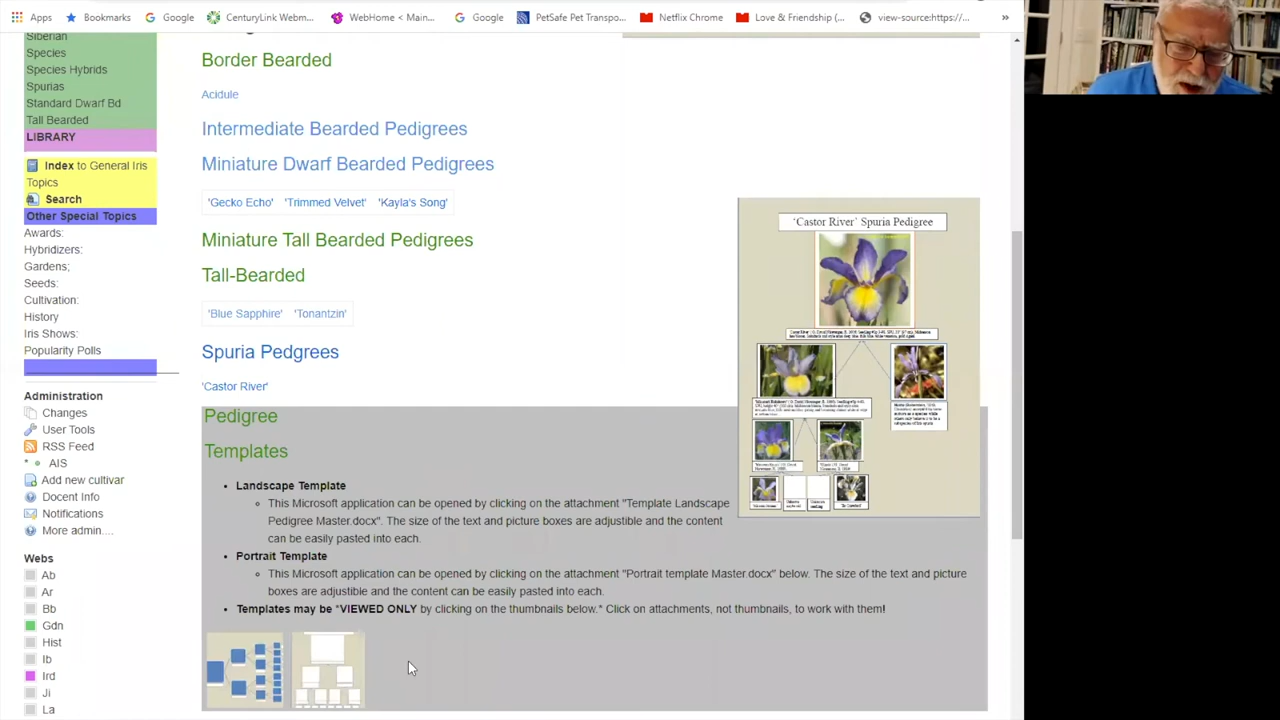 Apps
Bookmarks
Google
CenturyLink Webm...
WebHome < Main...
Google
PetSafe Pet Transpo...
Netflix Chrome
Love & Friendship (...
view-source:https://...
»
Siberian
Species
Species Hybrids
Spurias
Standard Dwarf Bd
Tall Bearded
LIBRARY
Index to General Iris
Topics
Search
Other Special Topics
Awards:
Hybridizers:
Gardens;
Seeds:
Cultivation:
History
Iris Shows:
Popularity Polls
Administration
Changes
User Tools
RSS Feed
AIS
Add new cultivar
Docent Info
Notifications
More admin....
Webs
Ab
Ar
Bb
Gdn
Hist
Ib
Ird
Ji
La
Border Bearded
Acidule
Intermediate Bearded Pedigrees
Miniature Dwarf Bearded Pedigrees
'Gecko Echo' 'Trimmed Velvet' 'Kayla's Song'
Miniature Tall Bearded Pedigrees
Tall-Bearded
'Blue Sapphire' 'Tonantzin'
Spuria Pedgrees
'Castor River'
Pedigree
Templates
• Landscape Template
This Microsoft application can be opened by clicking on the attachment "Template Landscape
Pedigree Master.docx". The size of the text and picture boxes are adjustible and the content
can be easily pasted into each.
• Portrait Template
This Microsoft application can be opened by clicking on the attachment "Portrait template Master.docx" below. The size of the text and picture
boxes are adjustible and the content can be easily pasted into each.
• Templates may be *VIEWED ONLY by clicking on the thumbnails below.* Click on attachments, not thumbnails, to work with them!
'Castor River' Spuria Pedigree